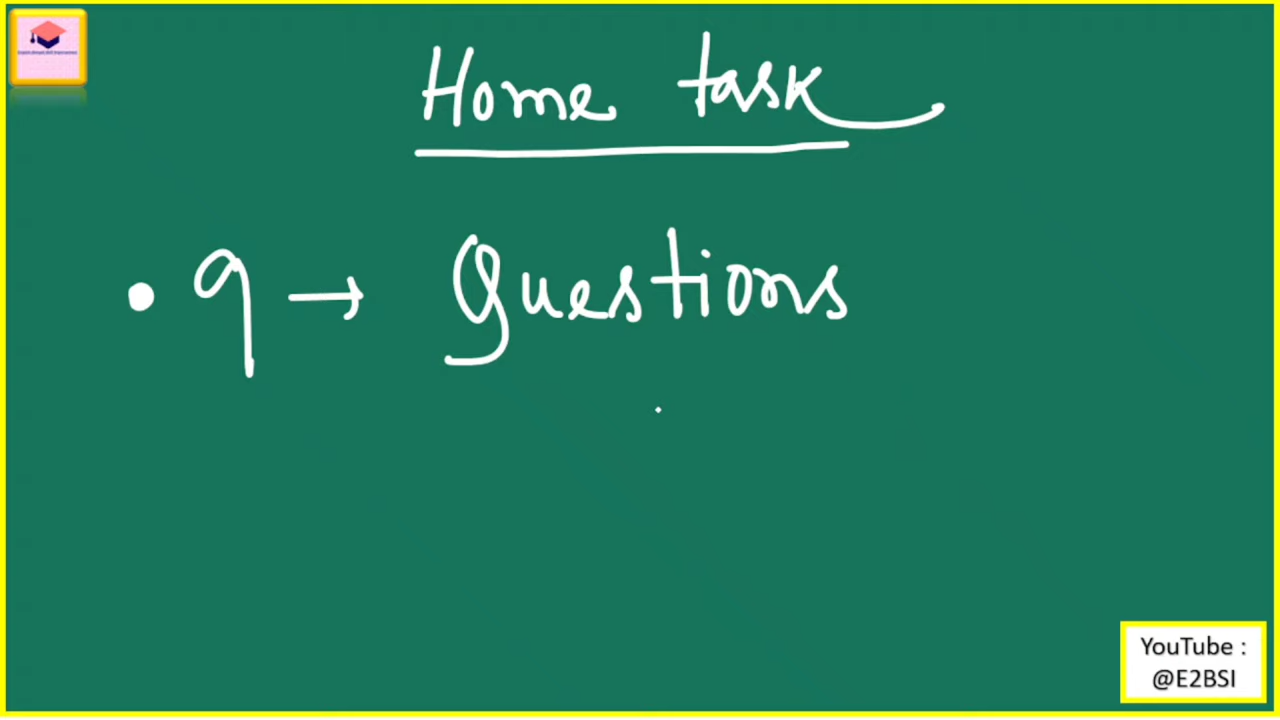 Home task
• 9 → Questions
YouTube :
@E2BSI